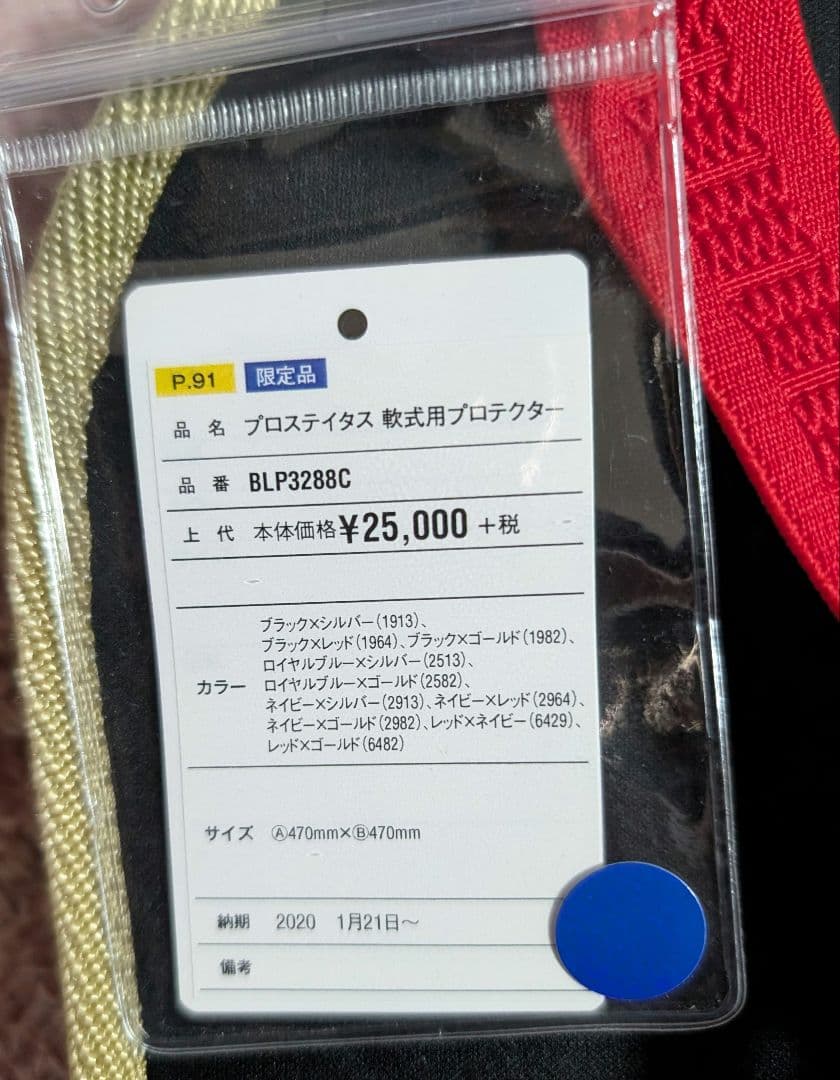 P.91 限定品
品名 プロステイタス 軟式用プロテクター
品番 BLP3288C
上代 本体価格¥25,000 +税
ブラック×シルバー(1913)、
ブラック×レッド(1964)、ブラック×ゴールド(1982)、
ロイヤルブルー×シルバー(2513)、
カラー ロイヤルブルー×ゴールド(2582)、
ネイビー×シルバー(2913)、ネイビー×レッド(2964)、
ネイビー×ゴールド(2982)、レッド×ネイビー(6429)、
レッド×ゴールド(6482)
サイズ Ⓐ470mm×Ⓑ470mm
納期 2020 1月21日～
備考